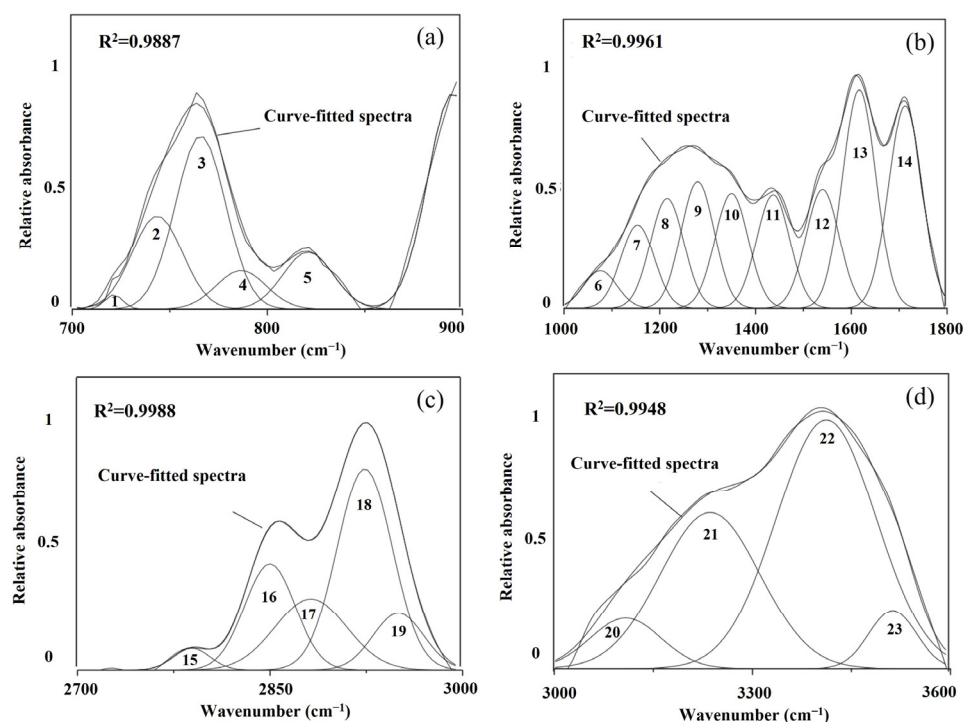 (a)
R²=0.9887
1
Curve-fitted spectra
3
0.5
2
5
4
1
0
700
800
900
Wavenumber (cm⁻¹)
Relative absorbance
(b)
R²=0.9961
1
Curve-fitted spectra
13
14
0.5
9
8
10
11
12
7
6
0
1000
1200
1400
1600
1800
Wavenumber (cm⁻¹)
Relative absorbance
(c)
R²=0.9988
1
Curve-fitted spectra
18
0.5
16
17
19
15
0
2700
2850
3000
Wavenumber (cm⁻¹)
Relative absorbance
(d)
R²=0.9948
1
22
Curve-fitted spectra
21
0.5
20
23
0
3000
3300
3600
Wavenumber (cm⁻¹)
Relative absorbance